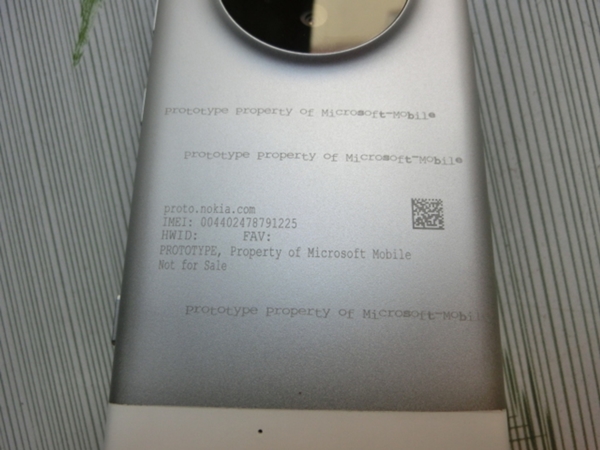 prototype property of Microsoft-Mobile
prototype property of Microsoft-Mobile
proto.nokia.com
IMEI: 004402478791225
HWID: FAV:
PROTOTYPE, Property of Microsoft Mobile
Not for Sale
prototype property of Microsoft-Mobile